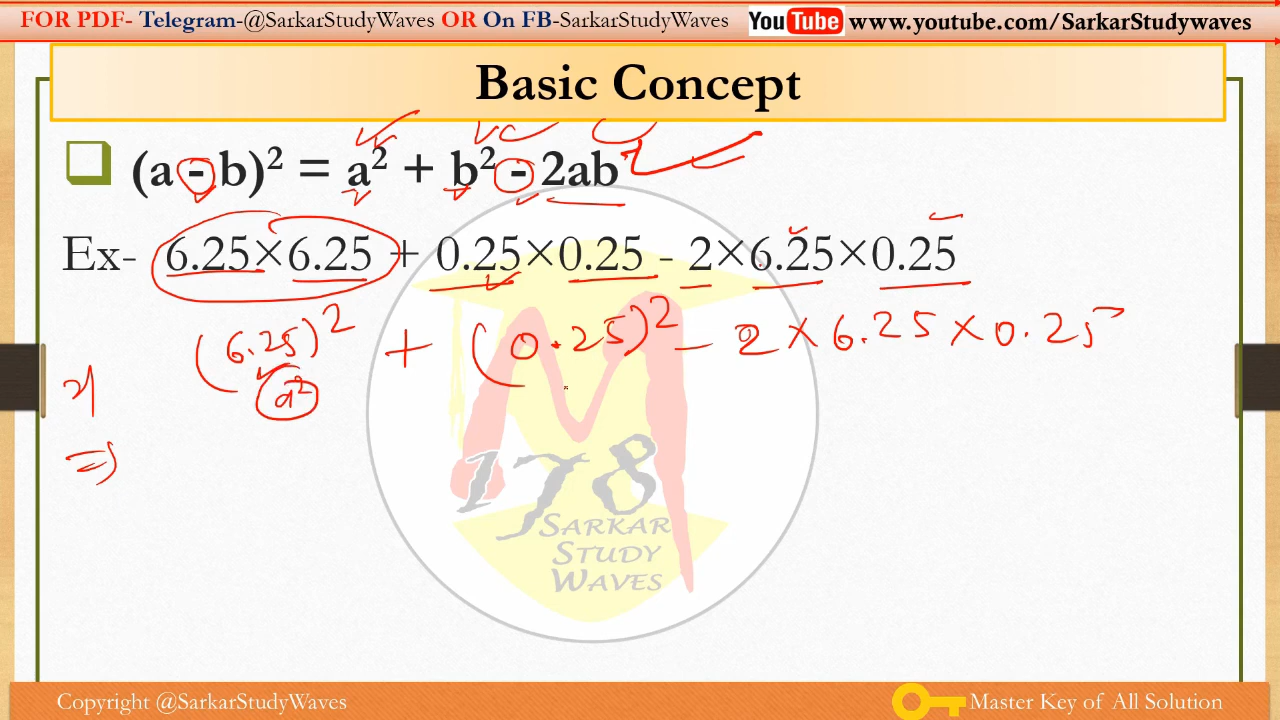 FOR PDF- Telegram-@SarkarStudyWaves OR On FB-SarkarStudyWaves YouTube www.youtube.com/SarkarStudywaves
Basic Concept
(a - b)² = a² + b² - 2ab
Ex- 6.25×6.25 + 0.25×0.25 - 2×6.25×0.25
(6.25)² + (0.25)² - 2 × 6.25 × 0.25
a²
⇒
178
SARKAR
STUDY
WAVES
Copyright @SarkarStudyWaves
Master Key of All Solution